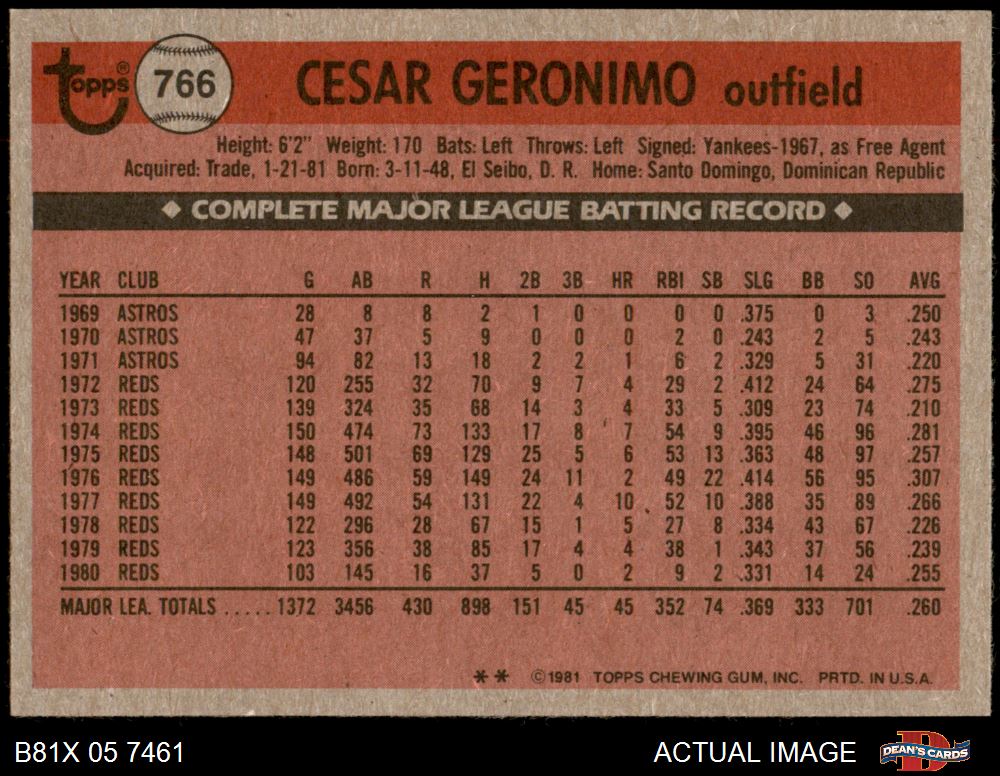 topps® 766 CESAR GERONIMO outfield
Height: 6'2" Weight: 170 Bats: Left Throws: Left Signed: Yankees-1967, as Free Agent
Acquired: Trade, 1-21-81 Born: 3-11-48, El Seibo, D. R. Home: Santo Domingo, Dominican Republic
◆ COMPLETE MAJOR LEAGUE BATTING RECORD ◆
YEAR CLUB G AB R H 2B 3B HR RBI SB SLG BB SO AVG
1969 ASTROS 28 8 8 2 1 0 0 0 0 .375 0 3 .250
1970 ASTROS 47 37 5 9 0 0 0 2 0 .243 2 5 .243
1971 ASTROS 94 82 13 18 2 2 1 6 2 .329 5 31 .220
1972 REDS 120 255 32 70 9 7 4 29 2 .412 24 64 .275
1973 REDS 139 324 35 68 14 3 4 33 5 .309 23 74 .210
1974 REDS 150 474 73 133 17 8 7 54 9 .395 46 96 .281
1975 REDS 148 501 69 129 25 5 6 53 13 .363 48 97 .257
1976 REDS 149 486 59 149 24 11 2 49 22 .414 56 95 .307
1977 REDS 149 492 54 131 22 4 10 52 10 .388 35 89 .266
1978 REDS 122 296 28 67 15 1 5 27 8 .334 43 67 .226
1979 REDS 123 356 38 85 17 4 4 38 1 .343 37 56 .239
1980 REDS 103 145 16 37 5 0 2 9 2 .331 14 24 .255
MAJOR LEA. TOTALS ..... 1372 3456 430 898 151 45 45 352 74 .369 333 701 .260
** ©1981 TOPPS CHEWING GUM, INC. PRTD. IN U.S.A.
B81X 05 7461 ACTUAL IMAGE D DEAN'S CARDS